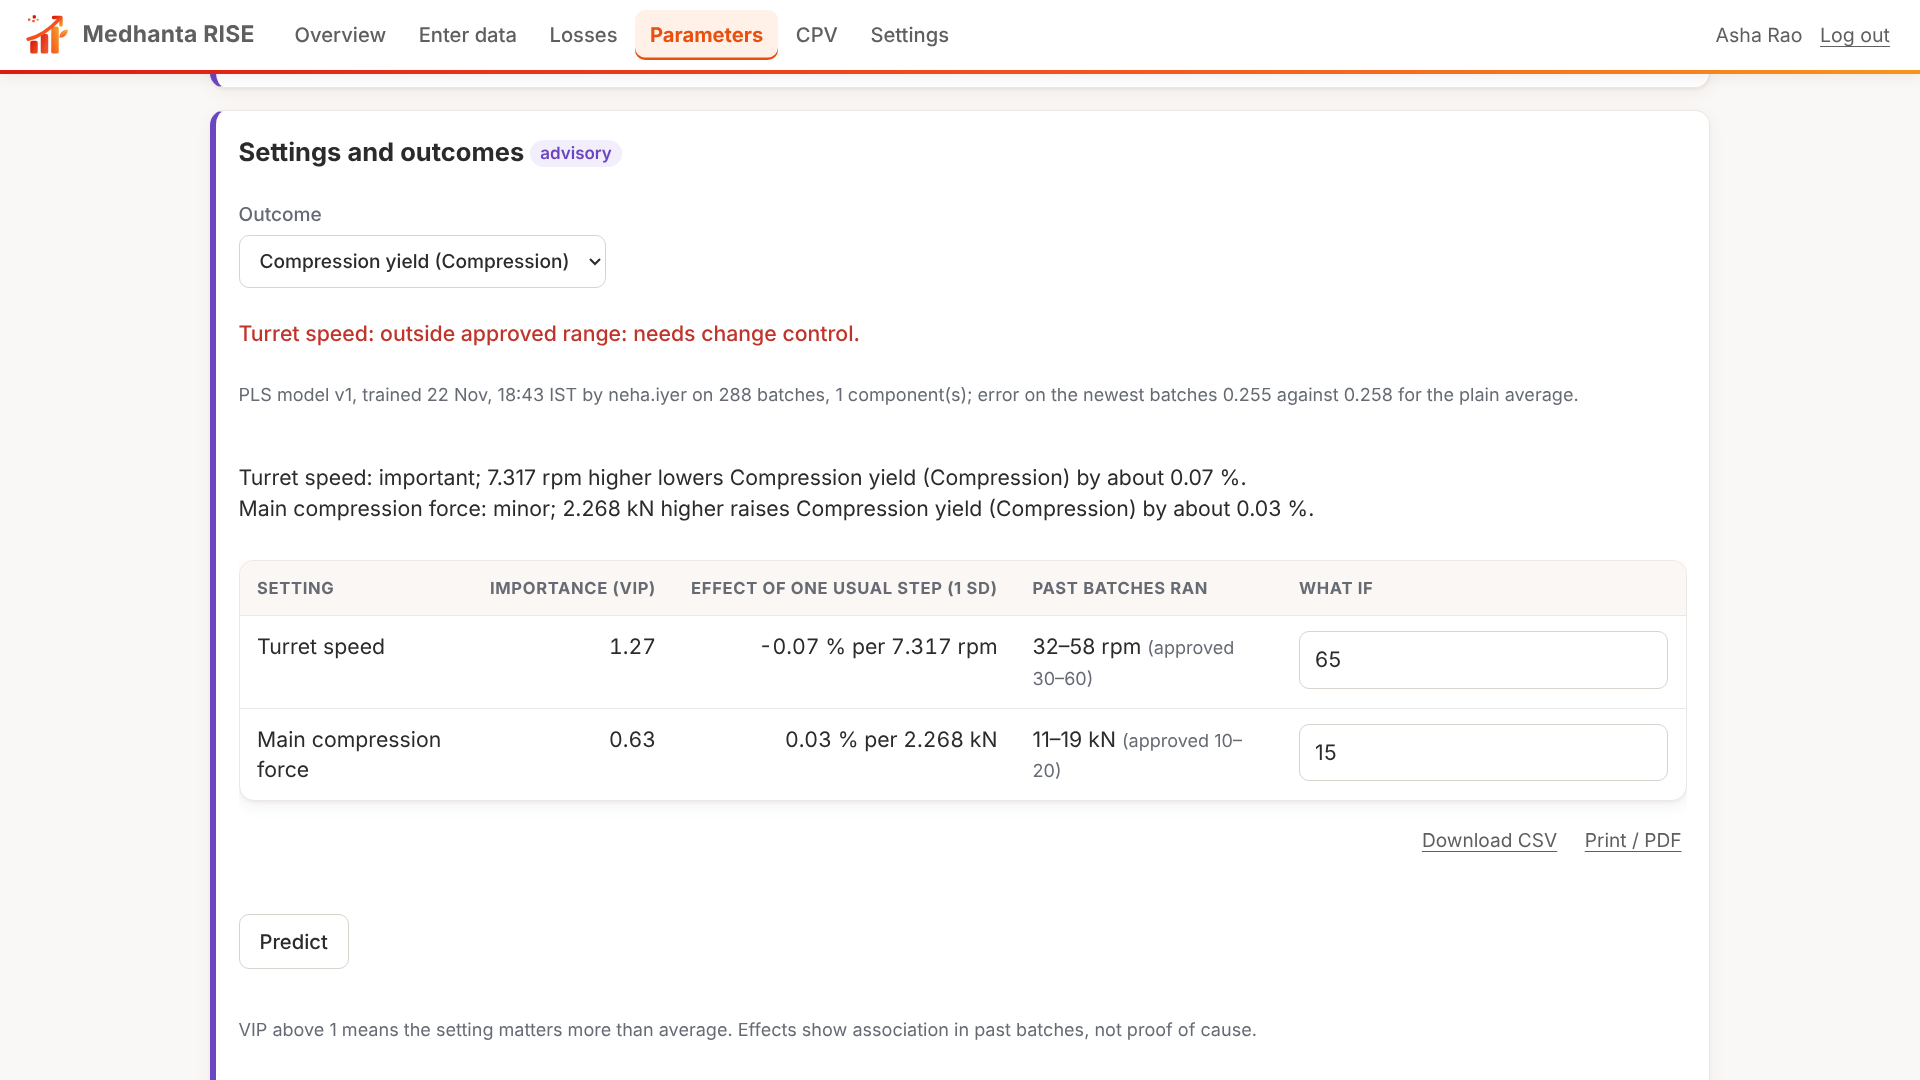 Medhanta RISE
Overview
Enter data
Losses
Parameters
CPV
Settings
Asha Rao
Log out
Settings and outcomes
advisory
Outcome
Compression yield (Compression)
Turret speed: outside approved range: needs change control.
PLS model v1, trained 22 Nov, 18:43 IST by neha.iyer on 288 batches, 1 component(s); error on the newest batches 0.255 against 0.258 for the plain average.
Turret speed: important; 7.317 rpm higher lowers Compression yield (Compression) by about 0.07 %.
Main compression force: minor; 2.268 kN higher raises Compression yield (Compression) by about 0.03 %.
SETTING IMPORTANCE (VIP) EFFECT OF ONE USUAL STEP (1 SD) PAST BATCHES RAN WHAT IF
Turret speed 1.27 -0.07 % per 7.317 rpm 32–58 rpm (approved
30–60)
65
Main compression 0.63 0.03 % per 2.268 kN 11–19 kN (approved 10–
force 20)
15
Download CSV
Print / PDF
Predict
VIP above 1 means the setting matters more than average. Effects show association in past batches, not proof of cause.